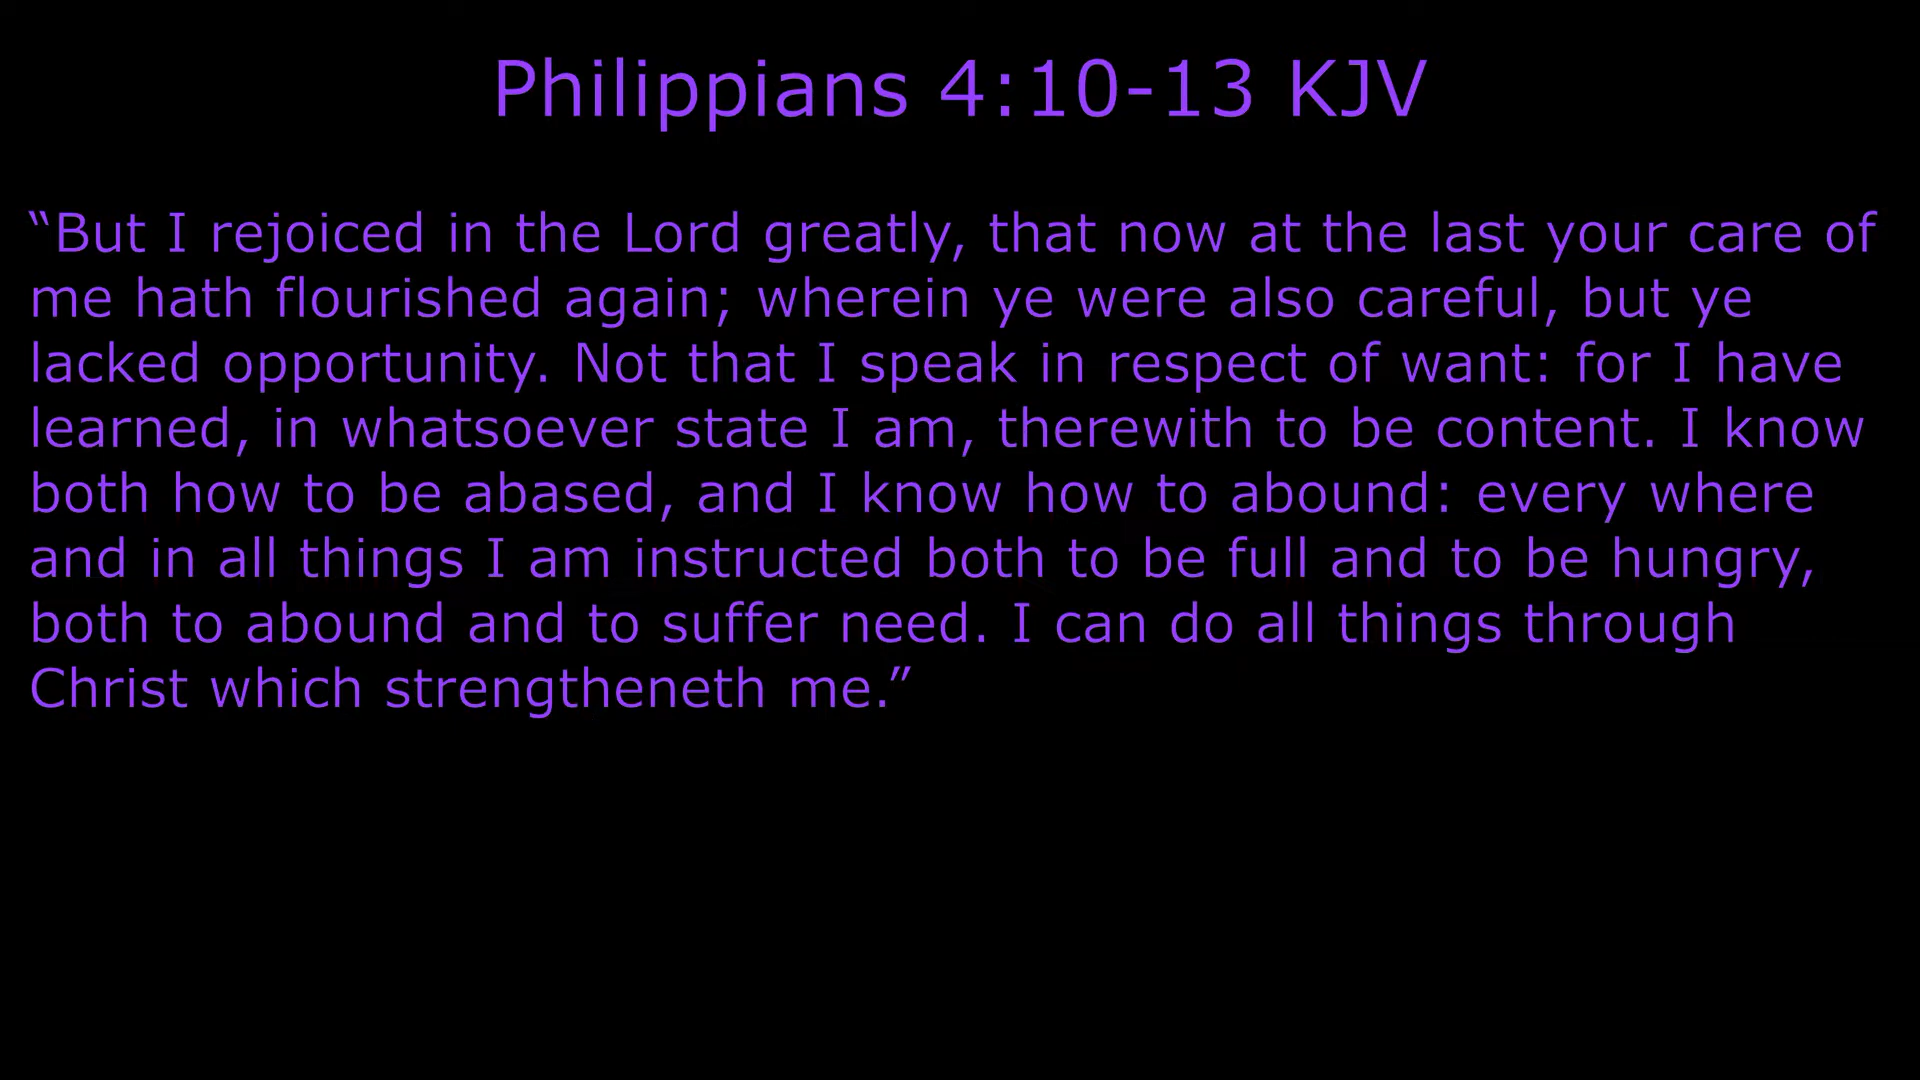 Philippians 4:10-13 KJV
“But I rejoiced in the Lord greatly, that now at the last your care of
me hath flourished again; wherein ye were also careful, but ye
lacked opportunity. Not that I speak in respect of want: for I have
learned, in whatsoever state I am, therewith to be content. I know
both how to be abased, and I know how to abound: every where
and in all things I am instructed both to be full and to be hungry,
both to abound and to suffer need. I can do all things through
Christ which strengtheneth me.”